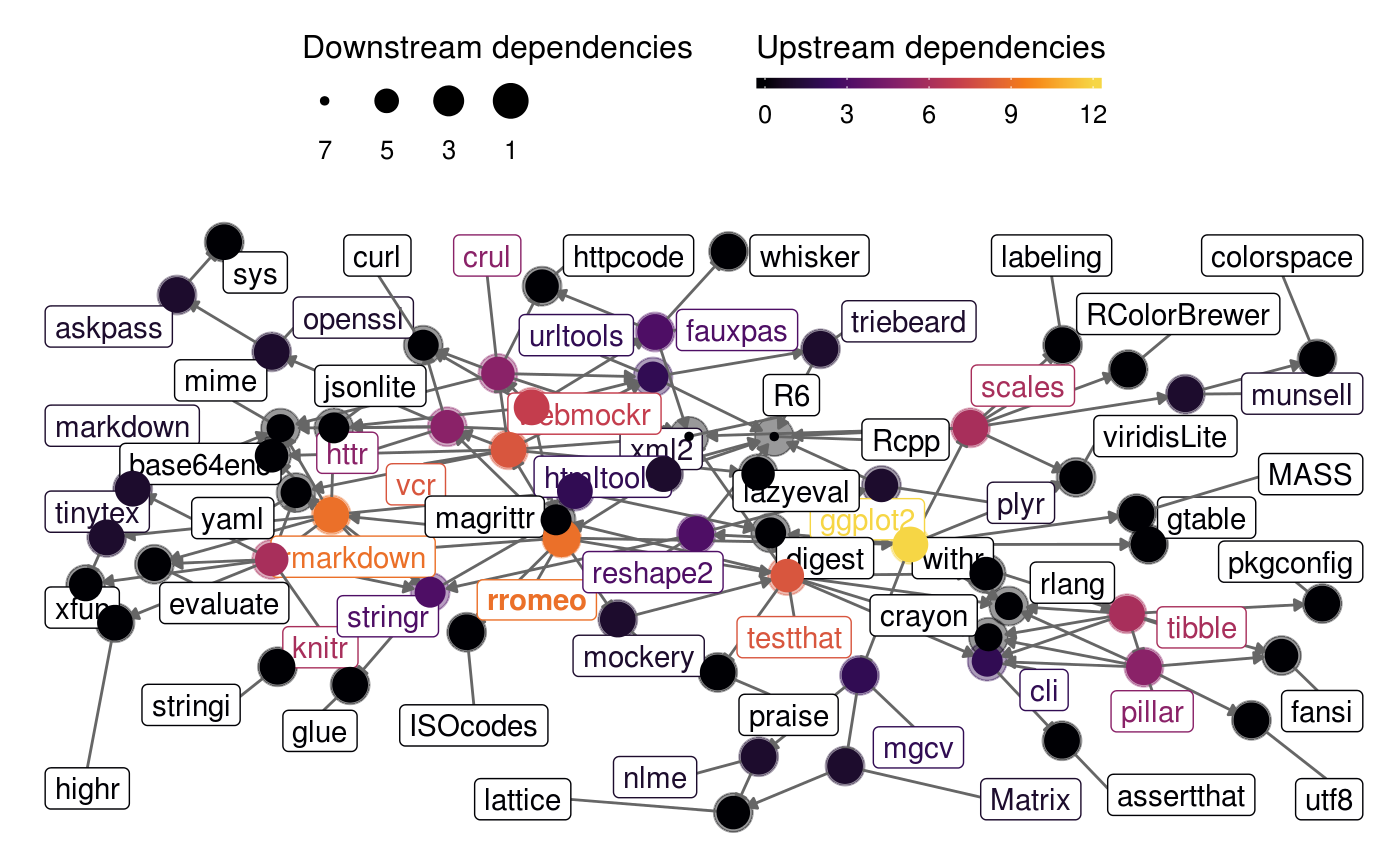 Downstream dependencies
7 5 3 1
Upstream dependencies
0 3 6 9 12
sys
curl
crul
httpcode
whisker
labeling
colorspace
askpass
openssl
urltools
fauxpas
triebeard
RColorBrewer
mime
jsonlite
R6
scales
munsell
markdown
webmockr
httr
xml2
Rcpp
viridisLite
base64enc
vcr
htmltools
lazyeval
plyr
MASS
tinytex
yaml
magrittr
ggplot2
gtable
rmarkdown
reshape2
digest
withr
rlang
pkgconfig
xfun
evaluate
stringr
rromeo
crayon
knitr
mockery
testthat
tibble
stringi
glue
ISOcodes
praise
cli
pillar
fansi
mgcv
nlme
highr
lattice
Matrix
assertthat
utf8